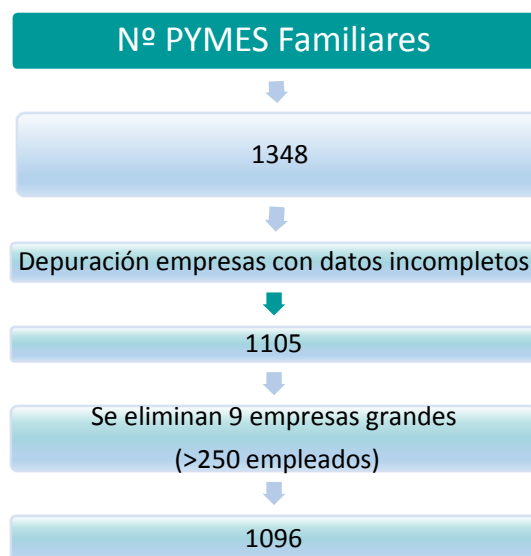 Nº PYMES Familiares
1348
Depuración empresas con datos incompletos
1105
Se eliminan 9 empresas grandes
(>250 empleados)
1096